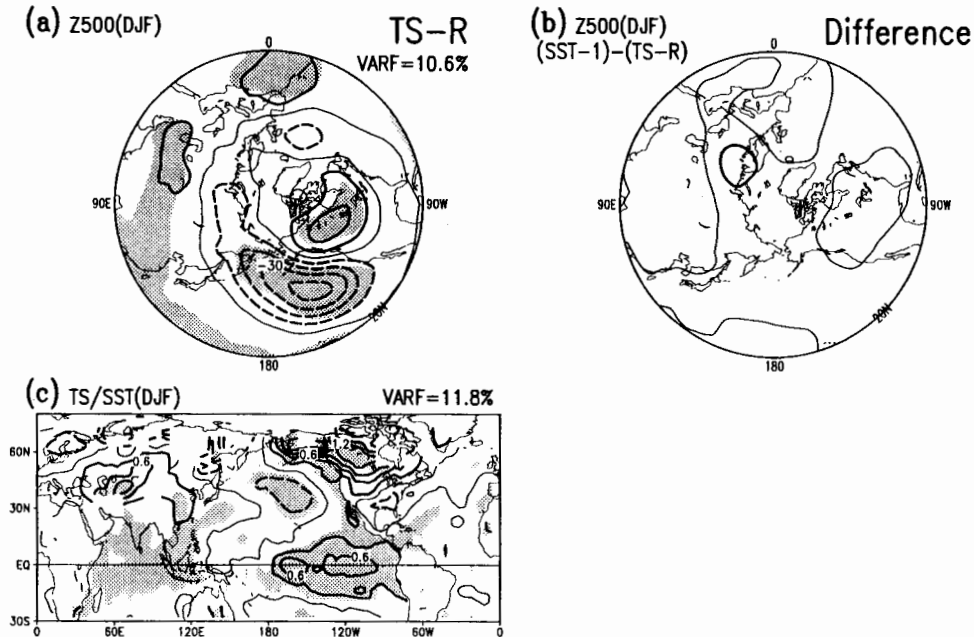 (a) Z500(DJF) TS-R
VARF=10.6%
0
90E
90W
-30
20N
180
(b) Z500(DJF) Difference
(SST-1)-(TS-R)
0
90E
90W
20N
180
(c) TS/SST(DJF) VARF=11.8%
60N
30N
EQ
30S
0.6
0.6
1.2
0.6
0.6
0 60E 120E 180 120W 60W 0